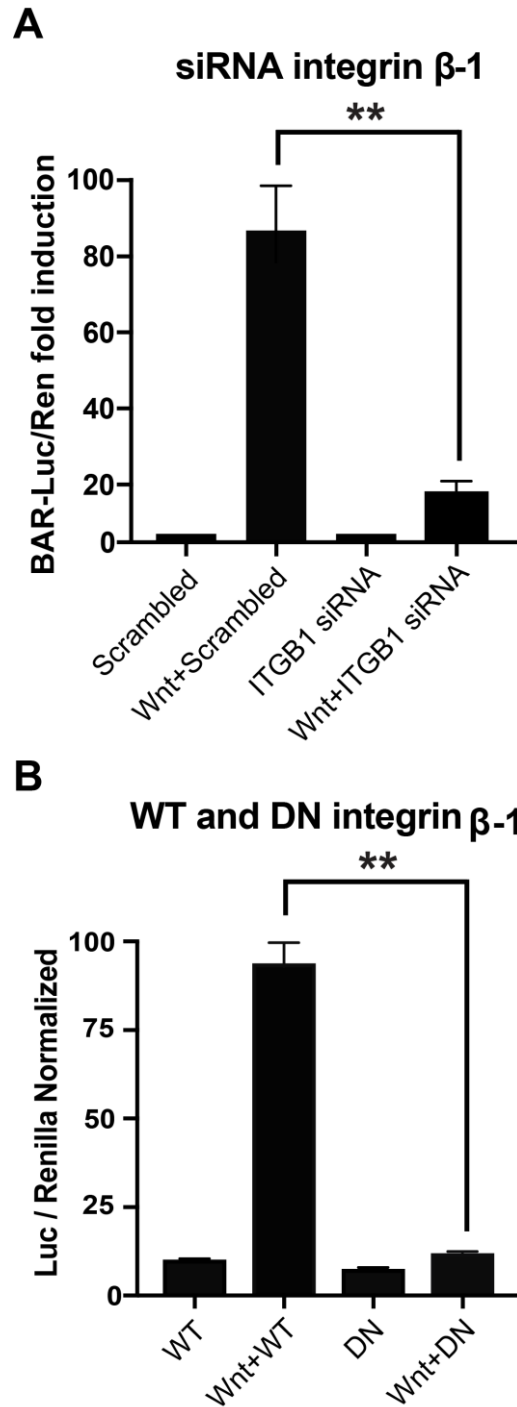 A
siRNA integrin β-1
**
BAR-Luc/Ren fold induction
100
80
60
40
20
0
Scrambled
Wnt+Scrambled
ITGB1 siRNA
Wnt+ITGB1 siRNA
B
WT and DN integrin β-1
**
Luc / Renilla Normalized
100
75
50
25
0
WT
Wnt+WT
DN
Wnt+DN